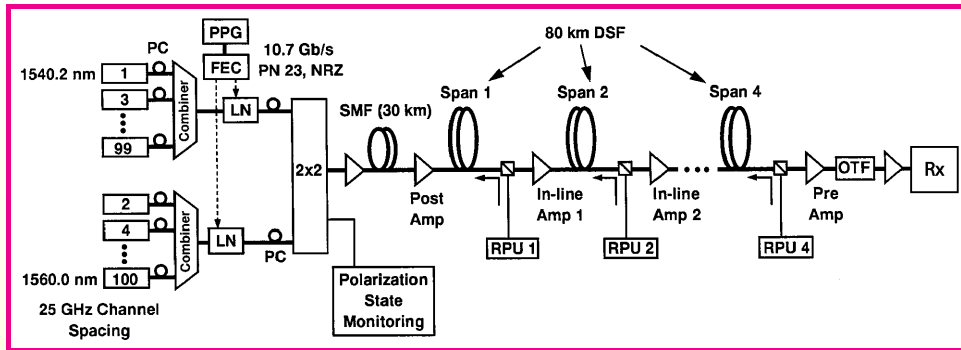 PPG
FEC
10.7 Gb/s
PN 23, NRZ
80 km DSF
PC
1540.2 nm
1
3
99
Combiner
LN
SMF (30 km)
Span 1
Span 2
Span 4
2x2
Post
Amp
In-line
Amp 1
In-line
Amp 2
Pre
Amp
OTF
Rx
RPU 1
RPU 2
RPU 4
2
4
1560.0 nm
100
Combiner
LN
PC
25 GHz Channel
Spacing
Polarization
State
Monitoring